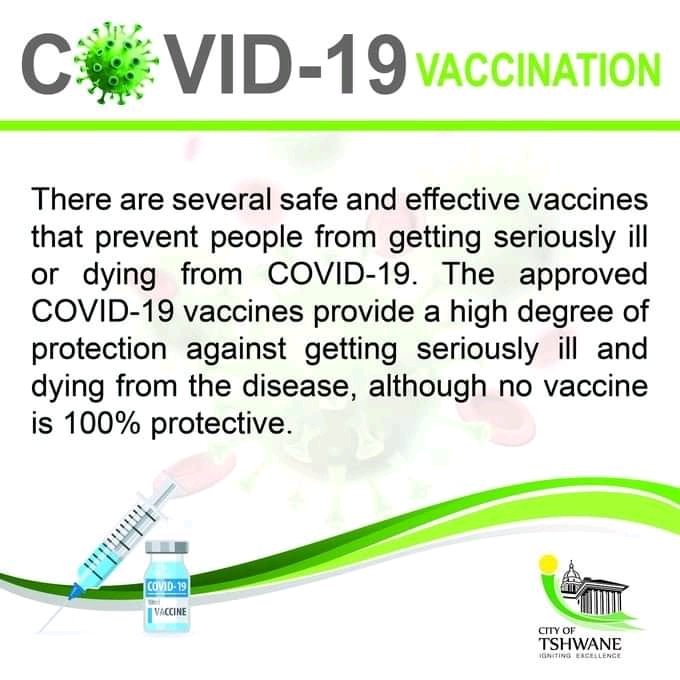 COVID-19 VACCINATION
There are several safe and effective vaccines
that prevent people from getting seriously ill
or dying from COVID-19. The approved
COVID-19 vaccines provide a high degree of
protection against getting seriously ill and
dying from the disease, although no vaccine
is 100% protective.
COVID-19
VACCINE
CITY OF
TSHWANE
IGNITING EXCELLENCE